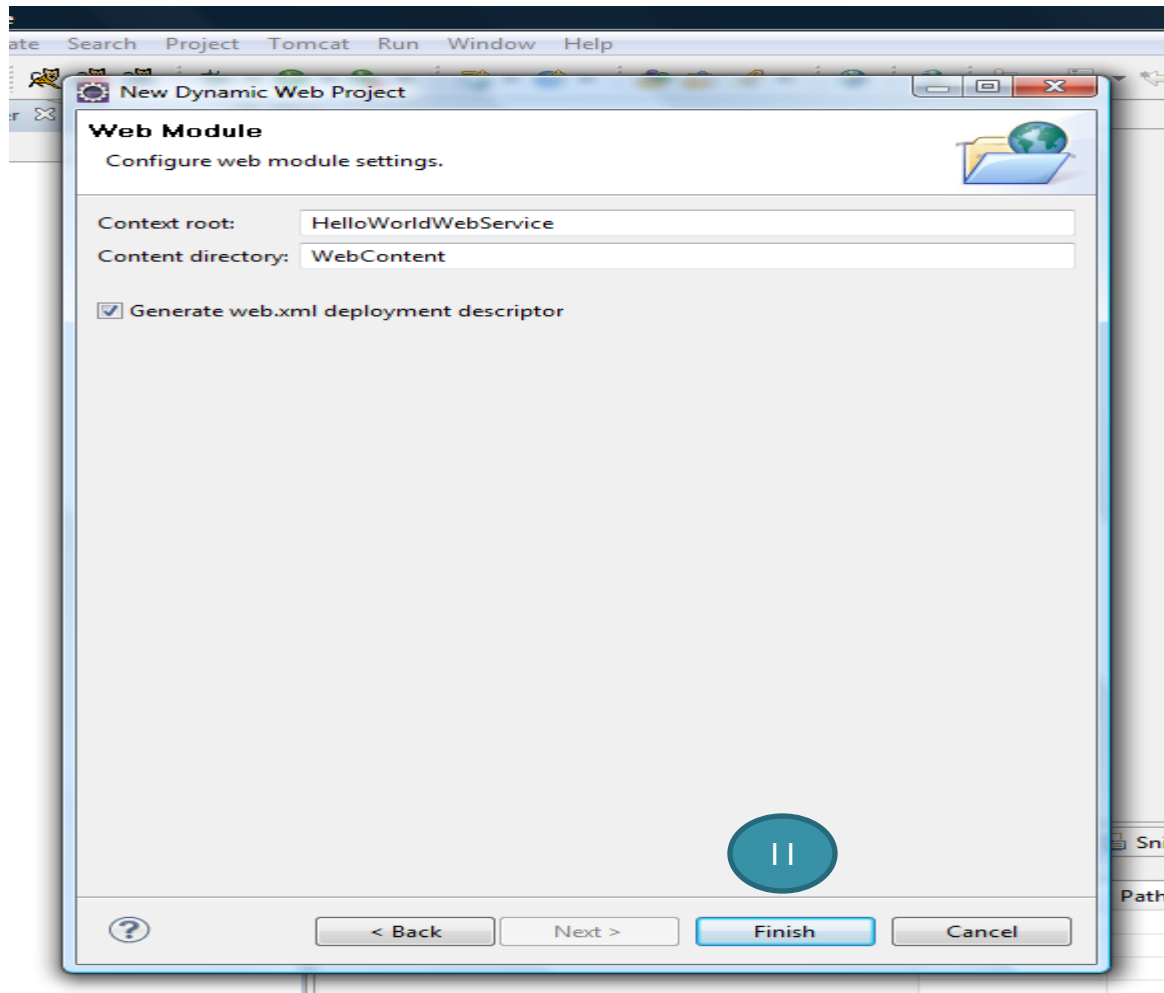 ate Search Project Tomcat Run Window Help
New Dynamic Web Project
Web Module
Configure web module settings.
Context root: HelloWorldWebService
Content directory: WebContent
Generate web.xml deployment descriptor
11
Sni
Path
? < Back Next > Finish Cancel